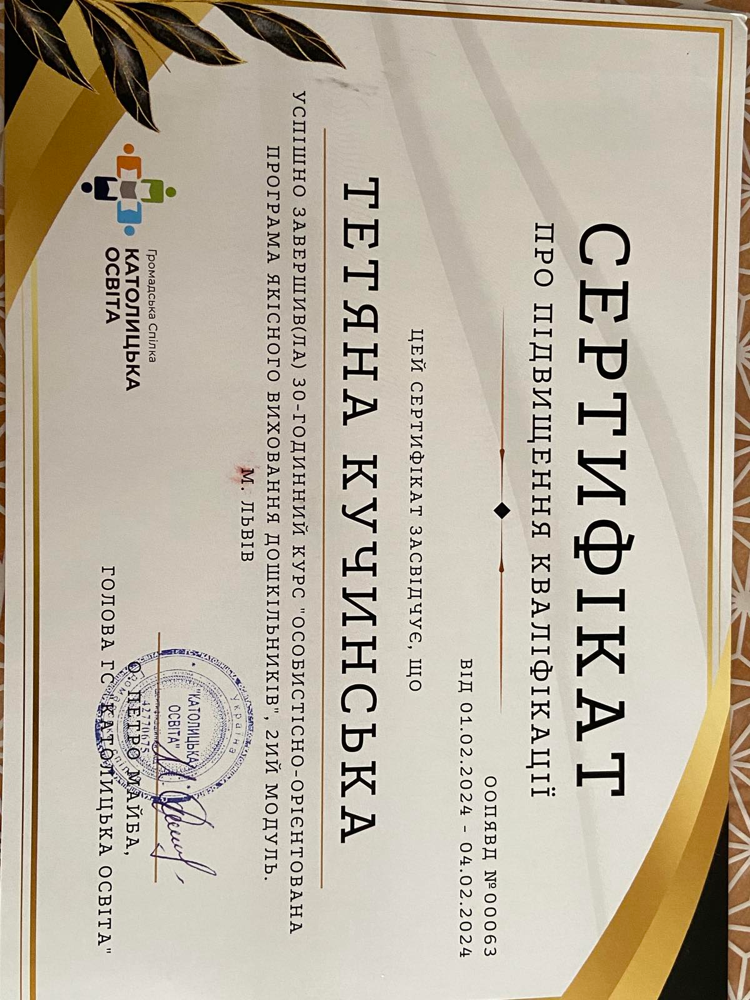 СЕРТИФІКАТ
ПРО ПІДВИЩЕННЯ КВАЛІФІКАЦІЇ
ООПЯВД №00063
ВІД 01.02.2024 - 04.02.2024
ЦЕЙ СЕРТИФІКАТ ЗАСВІДЧУЄ, ЩО
ТЕТЯНА КУЧИНСЬКА
УСПІШНО ЗАВЕРШИВ(ЛА) 30-ГОДИННИЙ КУРС "ОСОБИСТІСНО-ОРІЄНТОВАНА
ПРОГРАМА ЯКІСНОГО ВИХОВАННЯ ДОШКІЛЬНИКІВ", 2ИЙ МОДУЛЬ.
М. ЛЬВІВ
Громадська Спілка
КАТОЛИЦЬКА
ОСВІТА
Україна
"КАТОЛИЦЬКА
ОСВІТА"
42770675
О. ПЕТРО МАЙБА,
ГОЛОВА ГС "КАТОЛИЦЬКА ОСВІТА"